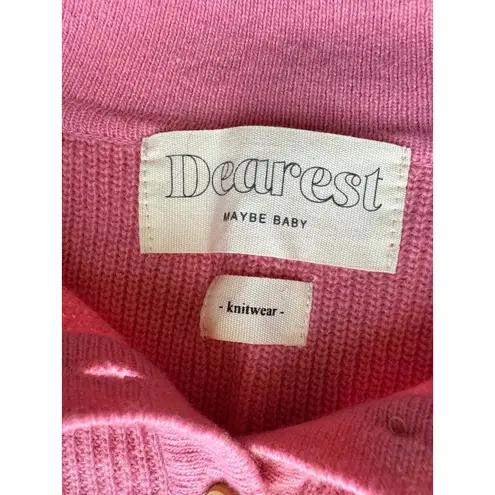 Dearest
MAYBE BABY
- knitwear -